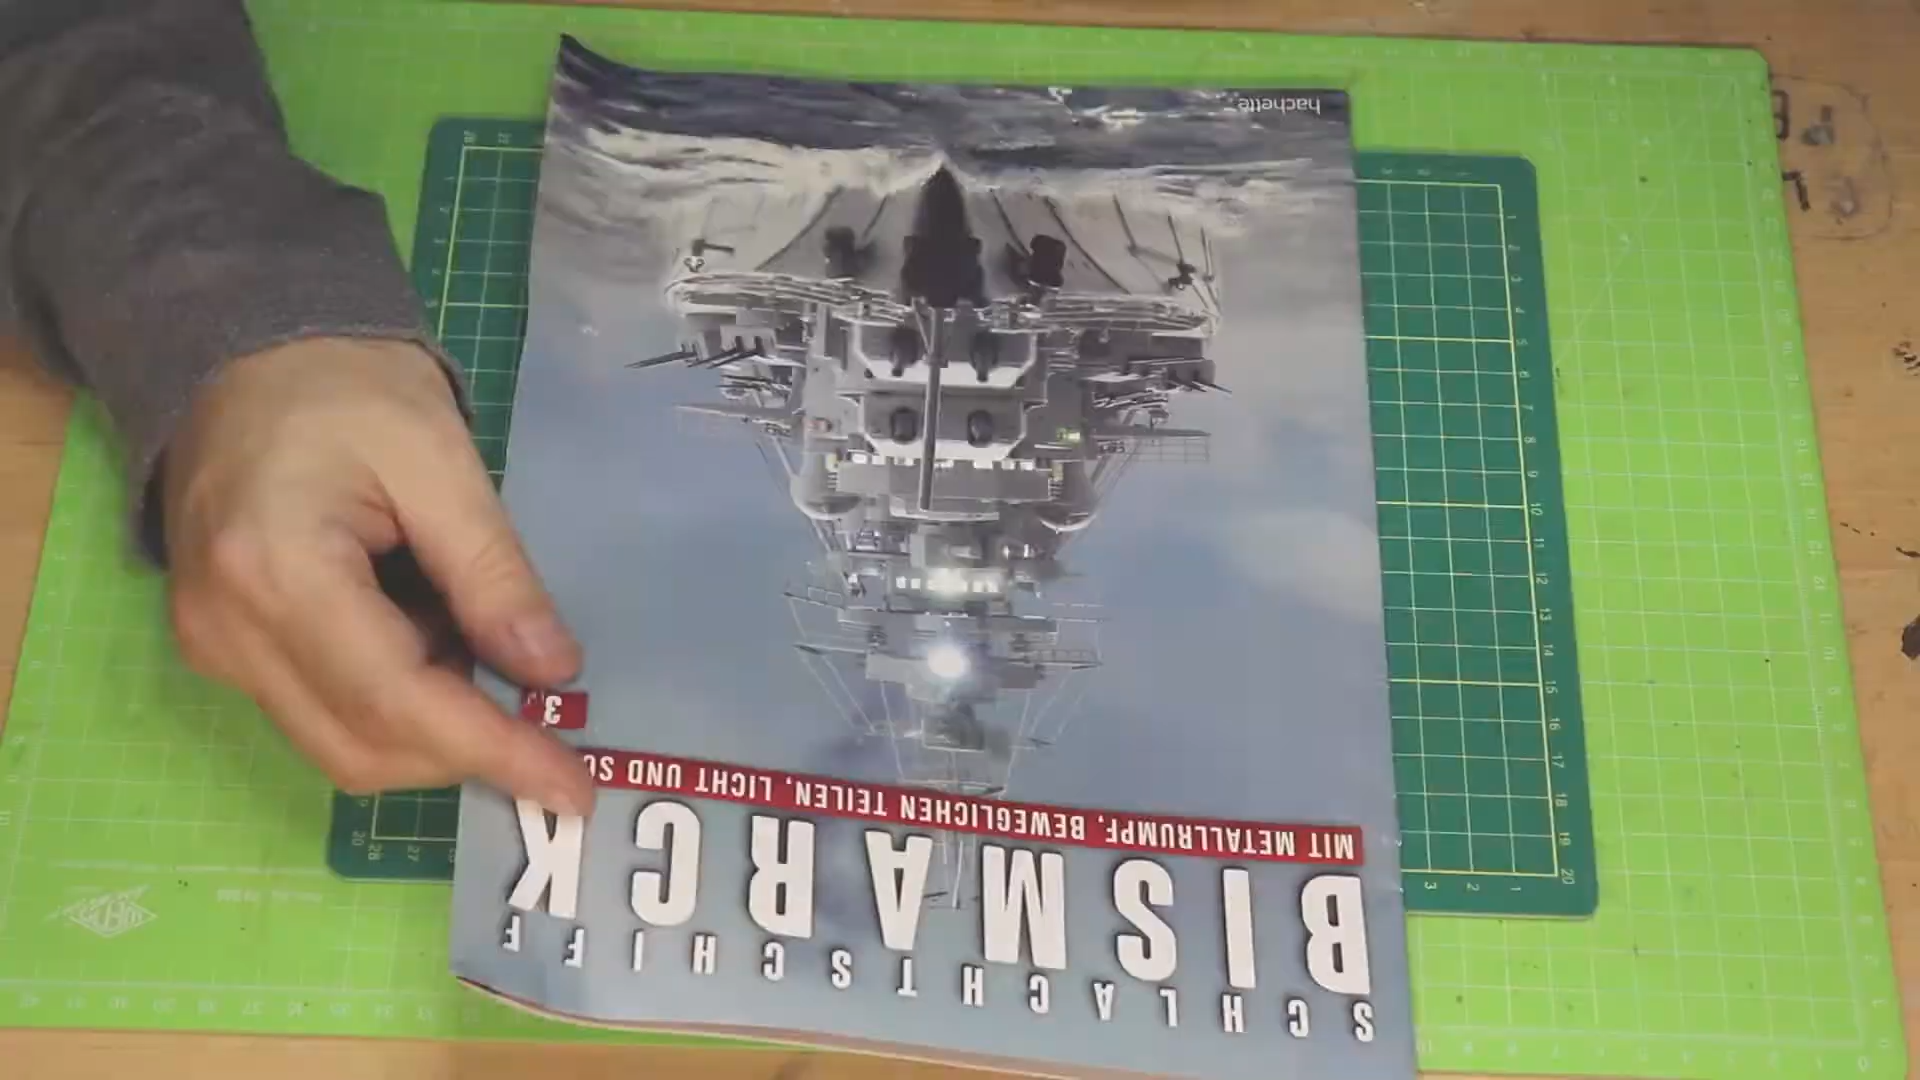 SCHLACHTSCHIFF
BISMARCK
MIT METALLRUMPF, BEWEGLICHEN TEILEN, LICHT UND
3
hachette